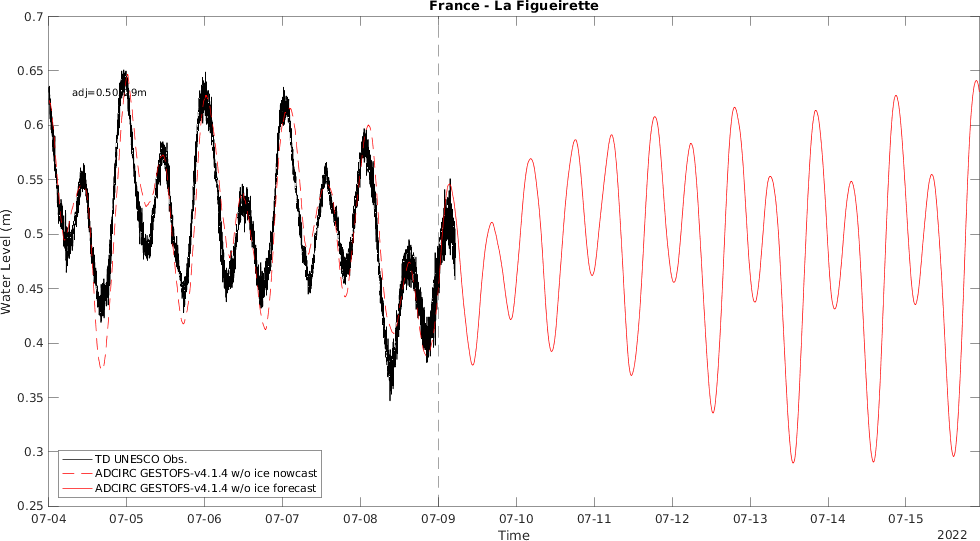 France - La Figueirette
0.7
0.65
0.6
0.55
0.5
0.45
0.4
0.35
0.3
0.25
Water Level (m)
TD UNESCO Obs.
ADCIRC GESTOFS-v4.1.4 w/o ice nowcast
ADCIRC GESTOFS-v4.1.4 w/o ice forecast
07-04 07-05 07-06 07-07 07-08 07-09 07-10 07-11 07-12 07-13 07-14 07-15
Time
2022